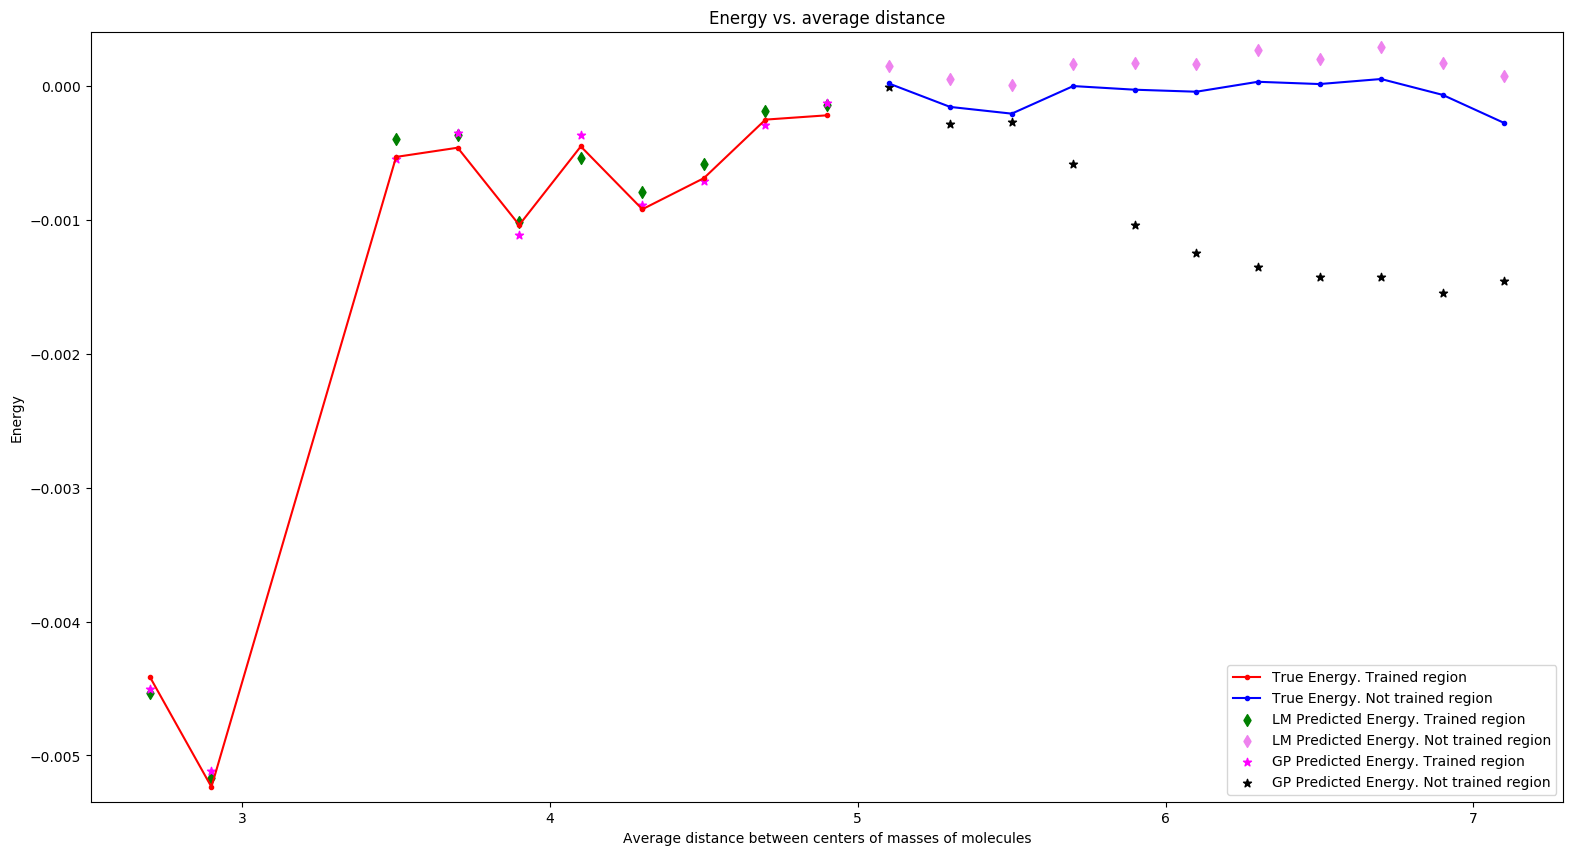 Energy vs. average distance
Energy
0.000
−0.001
−0.002
−0.003
−0.004
−0.005
3
4
5
6
7
Average distance between centers of masses of molecules
True Energy. Trained region
True Energy. Not trained region
LM Predicted Energy. Trained region
LM Predicted Energy. Not trained region
GP Predicted Energy. Trained region
GP Predicted Energy. Not trained region